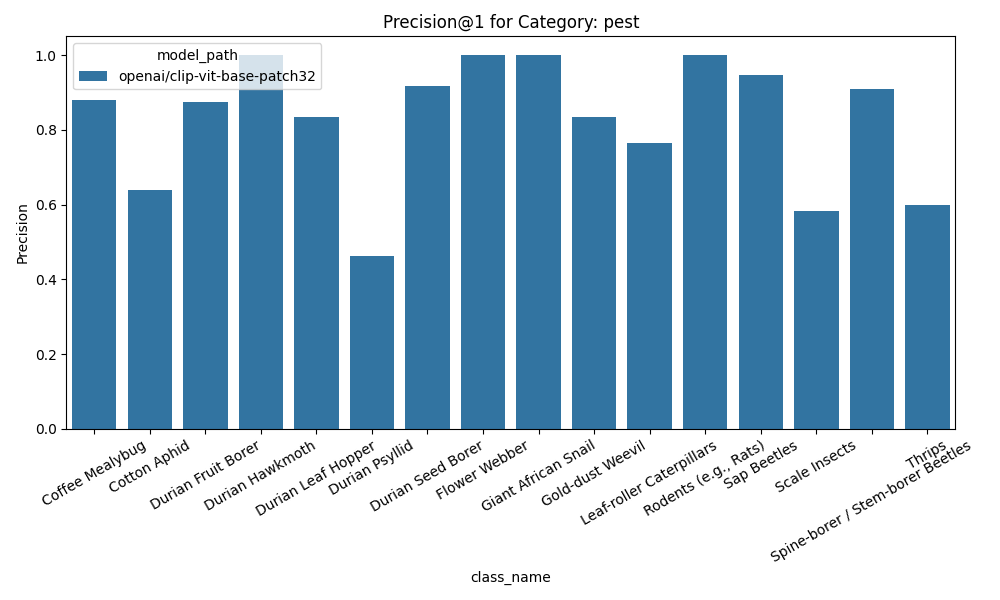 Precision@1 for Category: pest
model_path
openai/clip-vit-base-patch32
Precision
1.0
0.8
0.6
0.4
0.2
0.0
Coffee Mealybug
Cotton Aphid
Durian Fruit Borer
Durian Hawkmoth
Durian Leaf Hopper
Durian Psyllid
Durian Seed Borer
Flower Webber
Giant African Snail
Gold-dust Weevil
Leaf-roller Caterpillars
Rodents (e.g., Rats)
Sap Beetles
Scale Insects
Spine-borer / Stem-borer Beetles
Thrips
class_name